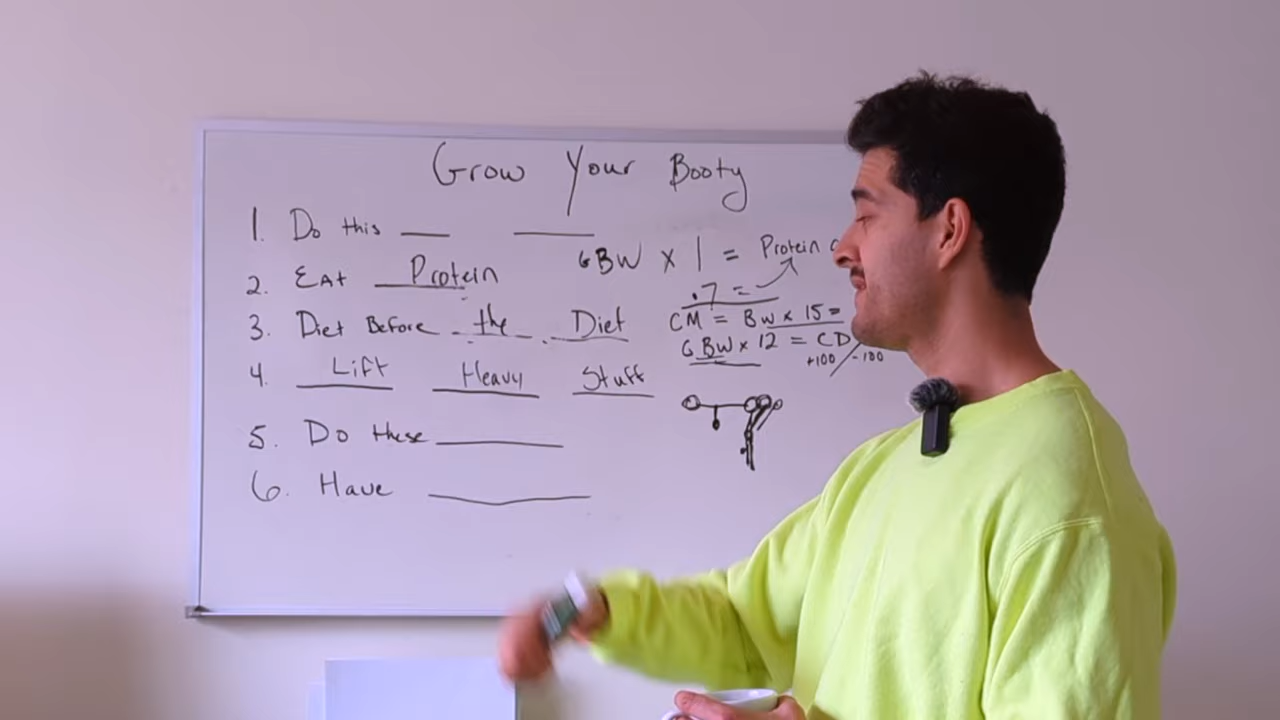 Grow Your Booty
1. Do this
2. Eat Protein
3. Diet Before the Diet
4. Lift Heavy Stuff
5. Do these
6. Have
GBW x 1 = Protein
.7 =
CM = BW x 15 =
GBW x 12 = CD
+100 / -100